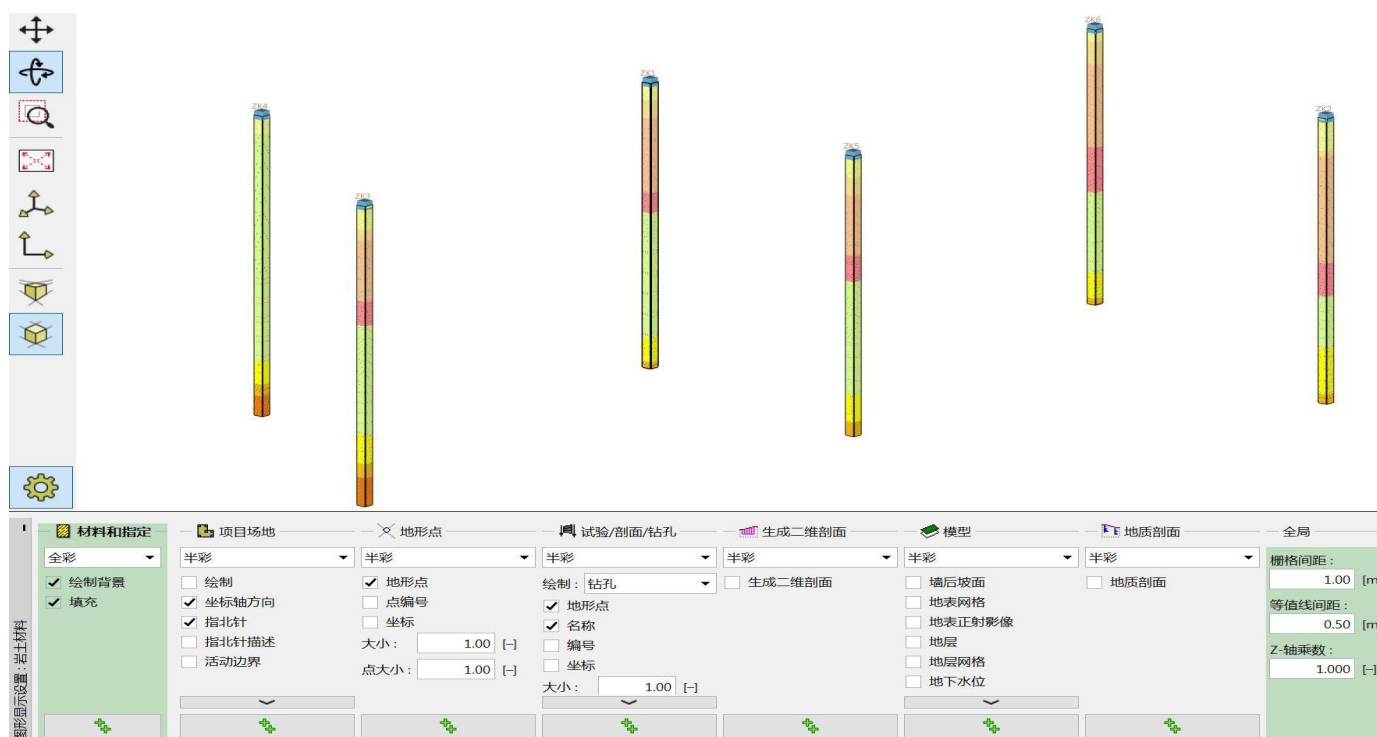 ZK6
ZK1
ZK4
ZK2
ZK5
ZK3
材料和指定
项目场地
地形点
试验/剖面/钻孔
生成二维剖面
模型
地质剖面
全局
全彩
半彩
半彩
半彩
半彩
半彩
半彩
栅格间距：
1.00 [m
等值线间距：
0.50 [m
Z-轴乘数：
1.000 [-]
绘制背景
填充
绘制
坐标轴方向
指北针
指北针描述
活动边界
地形点
点编号
坐标
大小： 1.00 [-]
点大小： 1.00 [-]
绘制：钻孔
地形点
名称
编号
坐标
大小： 1.00 [-]
生成二维剖面
墙后坡面
地表网格
地表正射影像
地层
地层网格
地下水位
地质剖面
图形显示设置：岩土材料